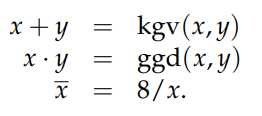 x + y = kgv(x, y)
x · y = ggd(x, y)
x̅ = 8/x.